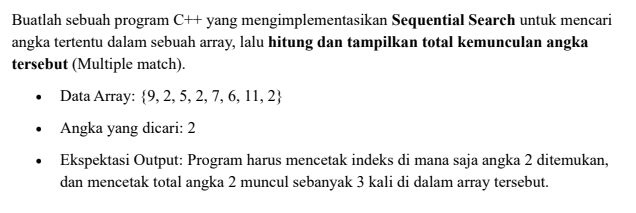 Buatlah sebuah program C++ yang mengimplementasikan Sequential Search untuk mencari
angka tertentu dalam sebuah array, lalu hitung dan tampilkan total kemunculan angka
tersebut (Multiple match).
• Data Array: {9, 2, 5, 2, 7, 6, 11, 2}
• Angka yang dicari: 2
• Ekspektasi Output: Program harus mencetak indeks di mana saja angka 2 ditemukan,
dan mencetak total angka 2 muncul sebanyak 3 kali di dalam array tersebut.